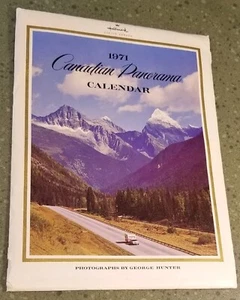 Hallmark
1971
Canadian Panorama
CALENDAR
PHOTOGRAPHS BY GEORGE HUNTER